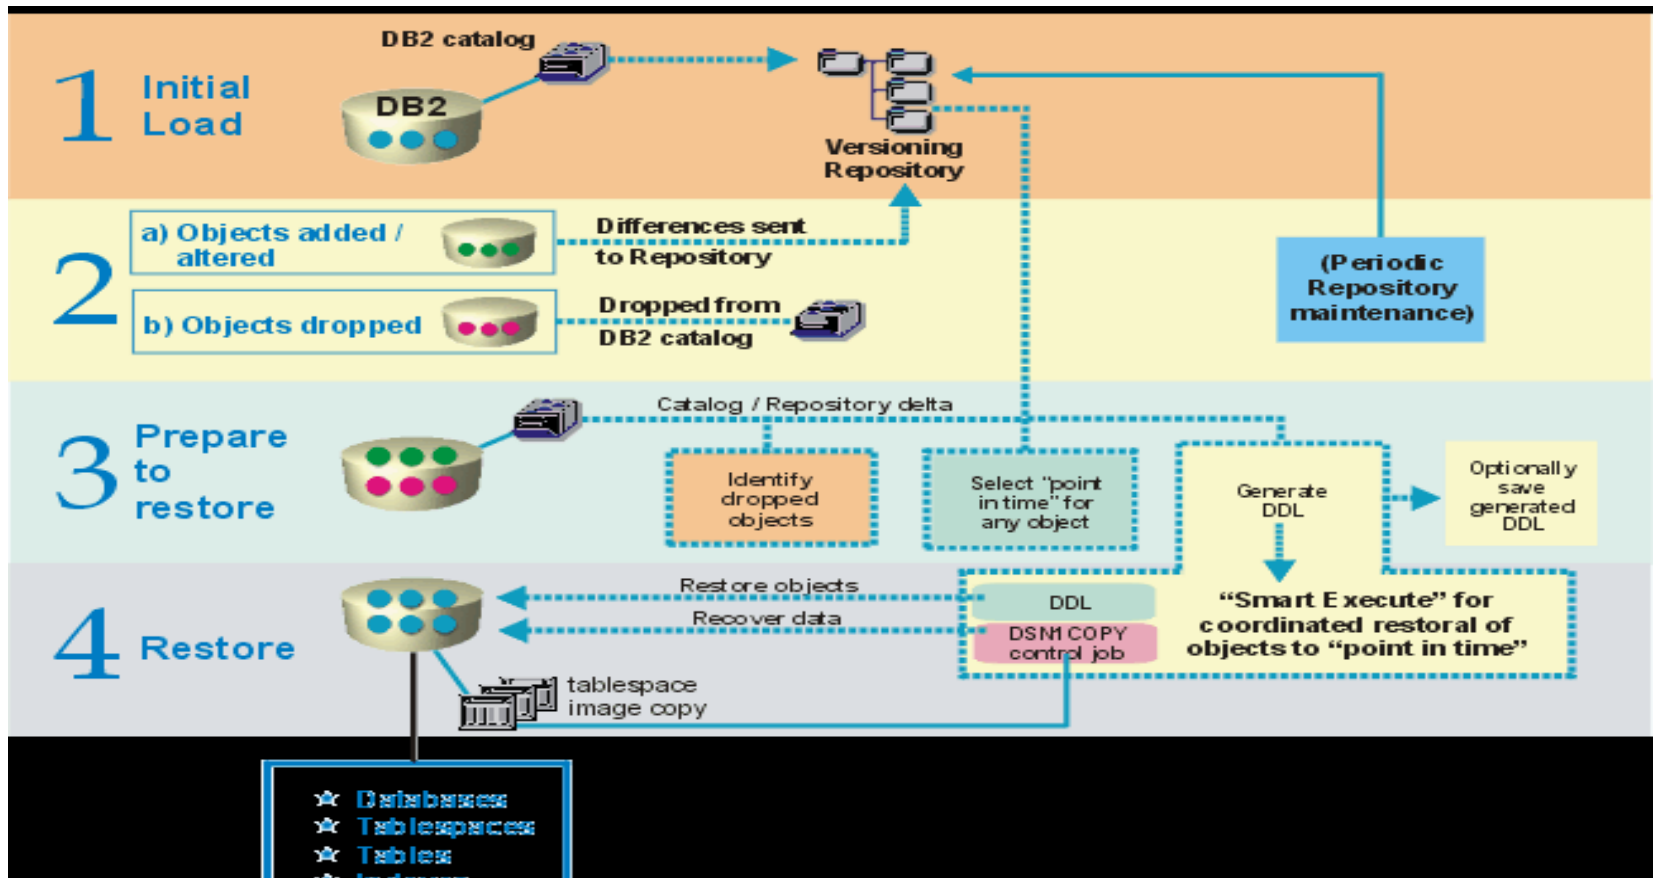 1
Initial
Load
DB2 catalog
DB2
Versioning
Repository
2
a) Objects added /
altered
Differences sent
to Repository
b) Objects dropped
Dropped from
DB2 catalog
(Periodic
Repository
maintenance)
3
Prepare
to
restore
Catalog / Repository delta
Identify
dropped
objects
Select “point
in time” for
any object
Generate
DDL
Optionally
save
generated
DDL
4
Restore
Restore objects
Recover data
DDL
DSN1COPY
control job
“Smart Execute” for
coordinated restoral of
objects to “point in time”
tablespace
image copy
Databases
Tablespaces
Tables